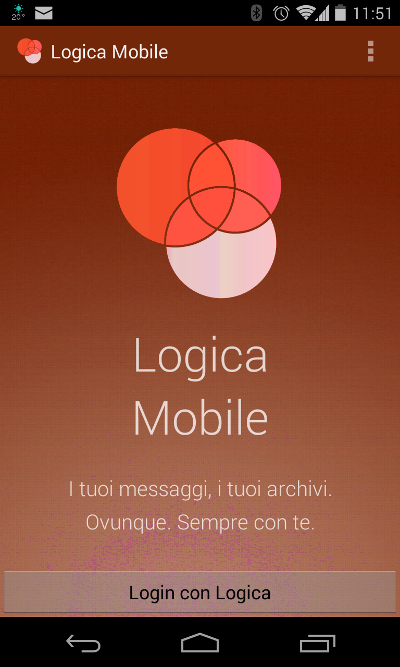 20°
11:51
Logica Mobile
Logica
Mobile
I tuoi messaggi, i tuoi archivi.
Ovunque. Sempre con te.
Login con Logica